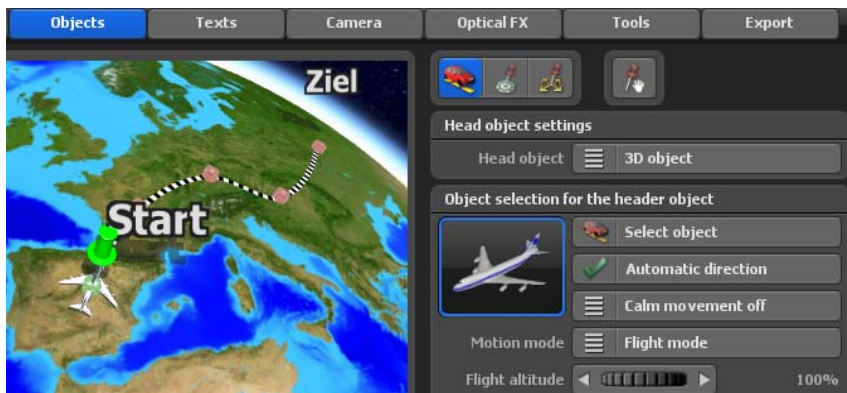 Objects
Texts
Camera
Optical FX
Tools
Export
Ziel
Start
Head object settings
Head object
3D object
Object selection for the header object
Select object
Automatic direction
Calm movement off
Motion mode
Flight mode
Flight altitude
100%